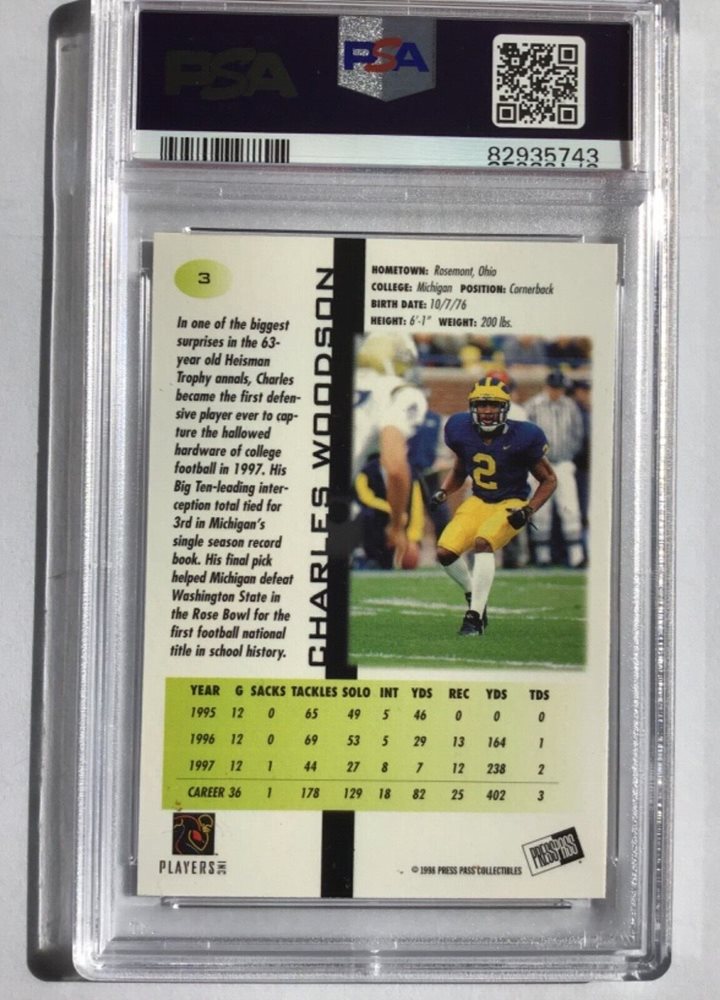 PSA
PSA
82935743
3
CHARLES WOODSON
HOMETOWN: Rosemont, Ohio
COLLEGE: Michigan POSITION: Cornerback
BIRTH DATE: 10/7/76
HEIGHT: 6'-1" WEIGHT: 200 lbs.
In one of the biggest
surprises in the 63-
year old Heisman
Trophy annals, Charles
became the first defen-
sive player ever to cap-
ture the hallowed
hardware of college
football in 1997. His
Big Ten-leading inter-
ception total tied for
3rd in Michigan's
single season record
book. His final pick
helped Michigan defeat
Washington State in
the Rose Bowl for the
first football national
title in school history.
2
YEAR G SACKS TACKLES SOLO INT YDS REC YDS TDS
1995 12 0 65 49 5 46 0 0 0
1996 12 0 69 53 5 29 13 164 1
1997 12 1 44 27 8 7 12 238 2
CAREER 36 1 178 129 18 82 25 402 3
PLAYERS INC
© 1998 PRESS PASS COLLECTIBLES
PRESS PASS